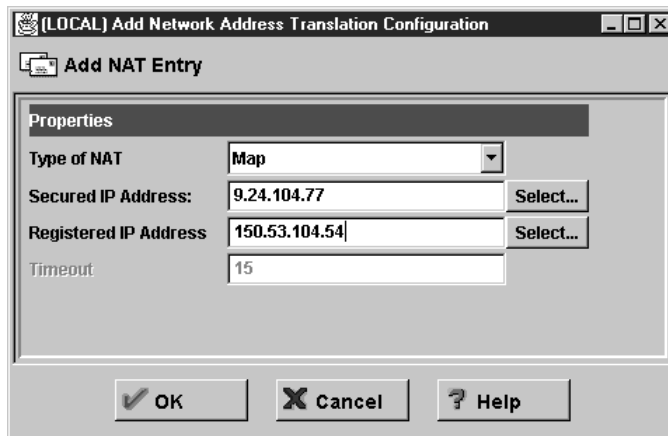 (LOCAL) Add Network Address Translation Configuration
Add NAT Entry
Properties
Type of NAT Map
Secured IP Address: 9.24.104.77 Select...
Registered IP Address 150.53.104.54 Select...
Timeout 15
OK Cancel Help